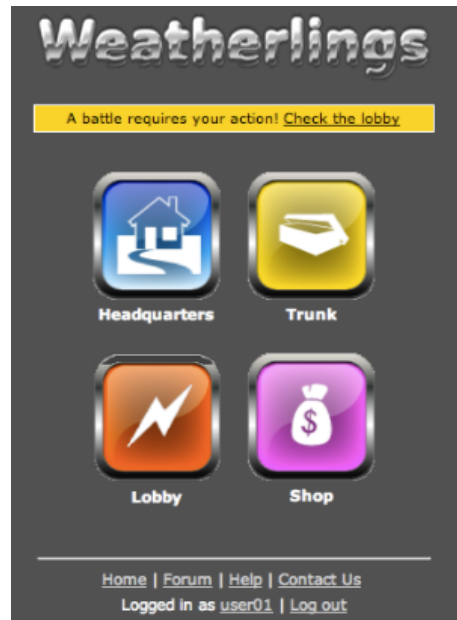 Weatherlings
A battle requires your action! Check the lobby
Headquarters Trunk
$
Lobby Shop
Home | Forum | Help | Contact Us
Logged in as user01 | Log out